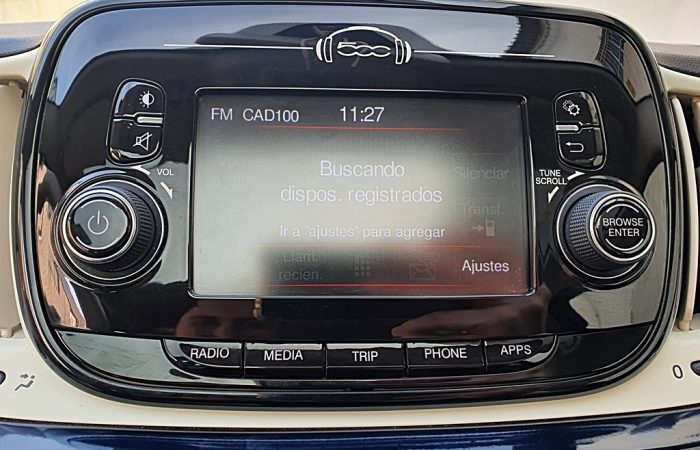 500
FM CAD100 11:27
VOL
TUNE
SCROLL
Buscando
dispos. registrados
Silenciar
Transf.
BROWSE
ENTER
Ir a "ajustes" para agregar
Llam.
recien.
Ajustes
RADIO MEDIA TRIP PHONE APPS
0